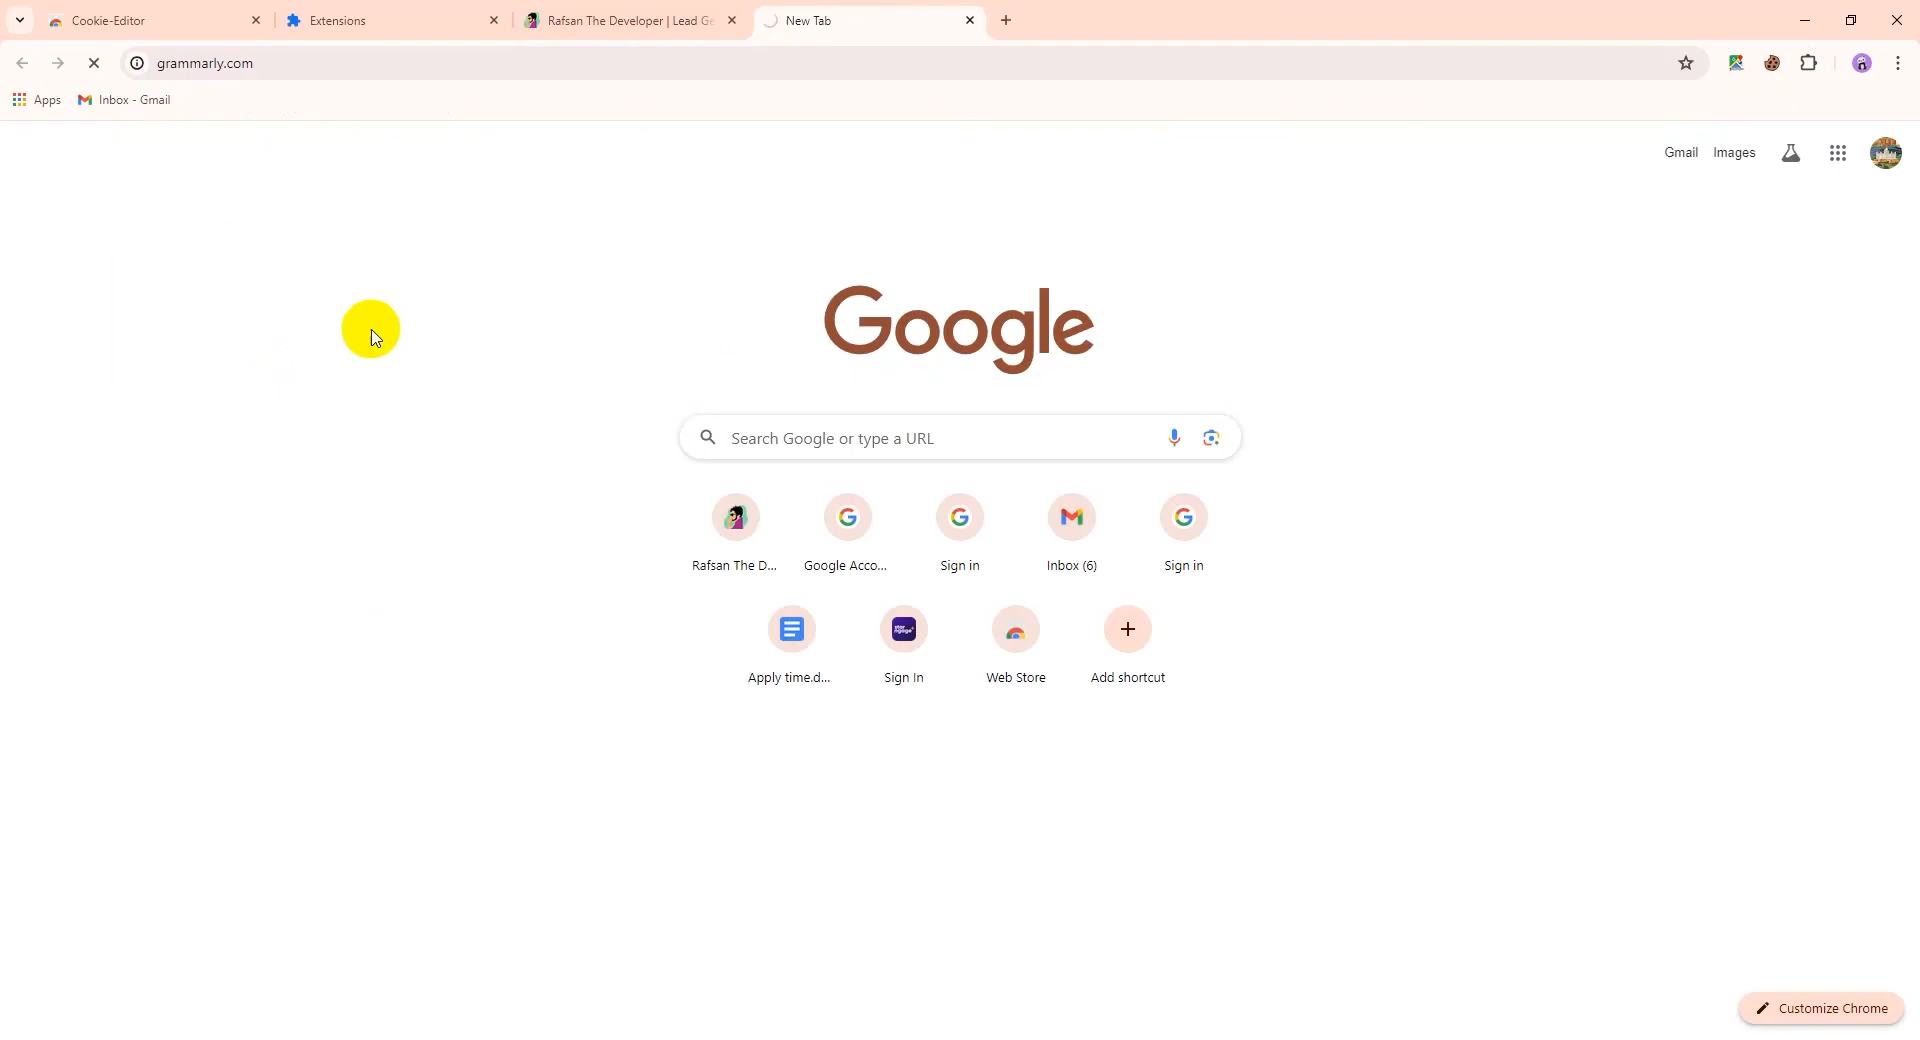 Cookie-Editor
Extensions
Rafsan The Developer | Lead Ge
New Tab
grammarly.com
Apps
Inbox - Gmail
Gmail
Images
Google
Search Google or type a URL
Rafsan The D...
Google Acco...
Sign in
Inbox (6)
Sign in
Apply time.d...
Sign In
Web Store
Add shortcut
Customize Chrome